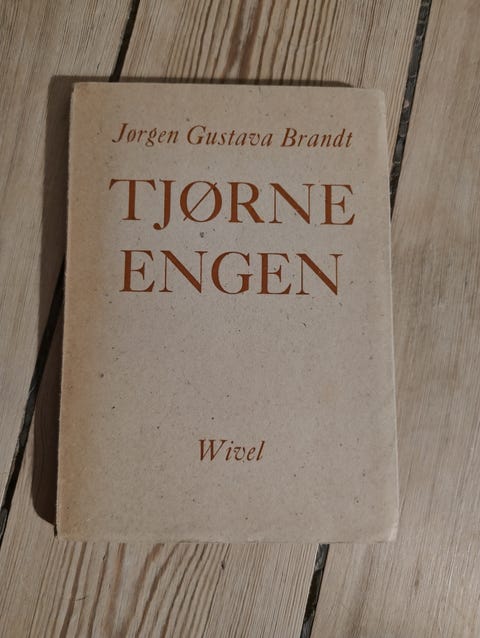 Jørgen Gustava Brandt
TJØRNE
ENGEN
Wivel